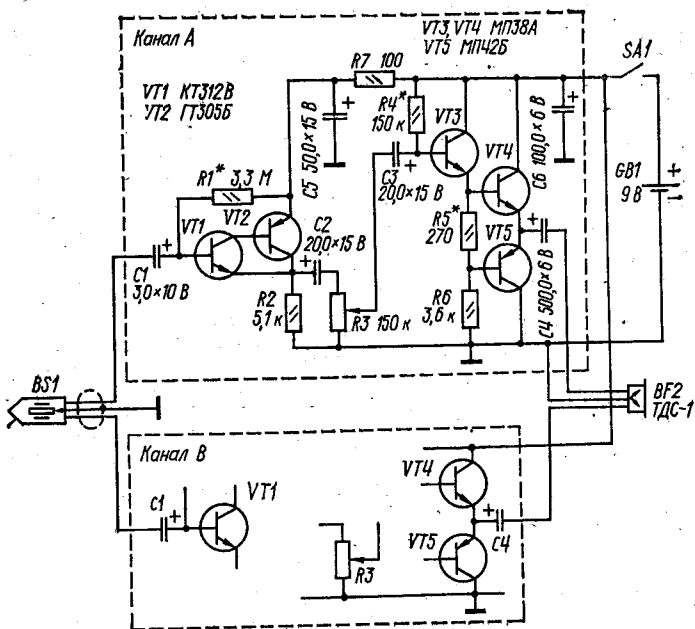 Канал А
VT3, VT4 МП38А
VT5 МП42Б
VT1 КТ312В
VT2 ГТ305Б
R7 100
SA1
R4*
150 к
VT3
VT4
C5 50,0×15 В
C3
20,0×15 В
C6 100,0×6 В
GB1
9 В
R1* 3,3 М
VT1
VT2
C2
20,0×15 В
R5*
270
VT5
C1
3,0×10 В
R2
5,1 к
R3 150 к
R6
3,6 к
C4 500,0×6 В
BS1
BF2
ТДС-1
Канал В
VT4
VT1
C1
C4
VT5
R3